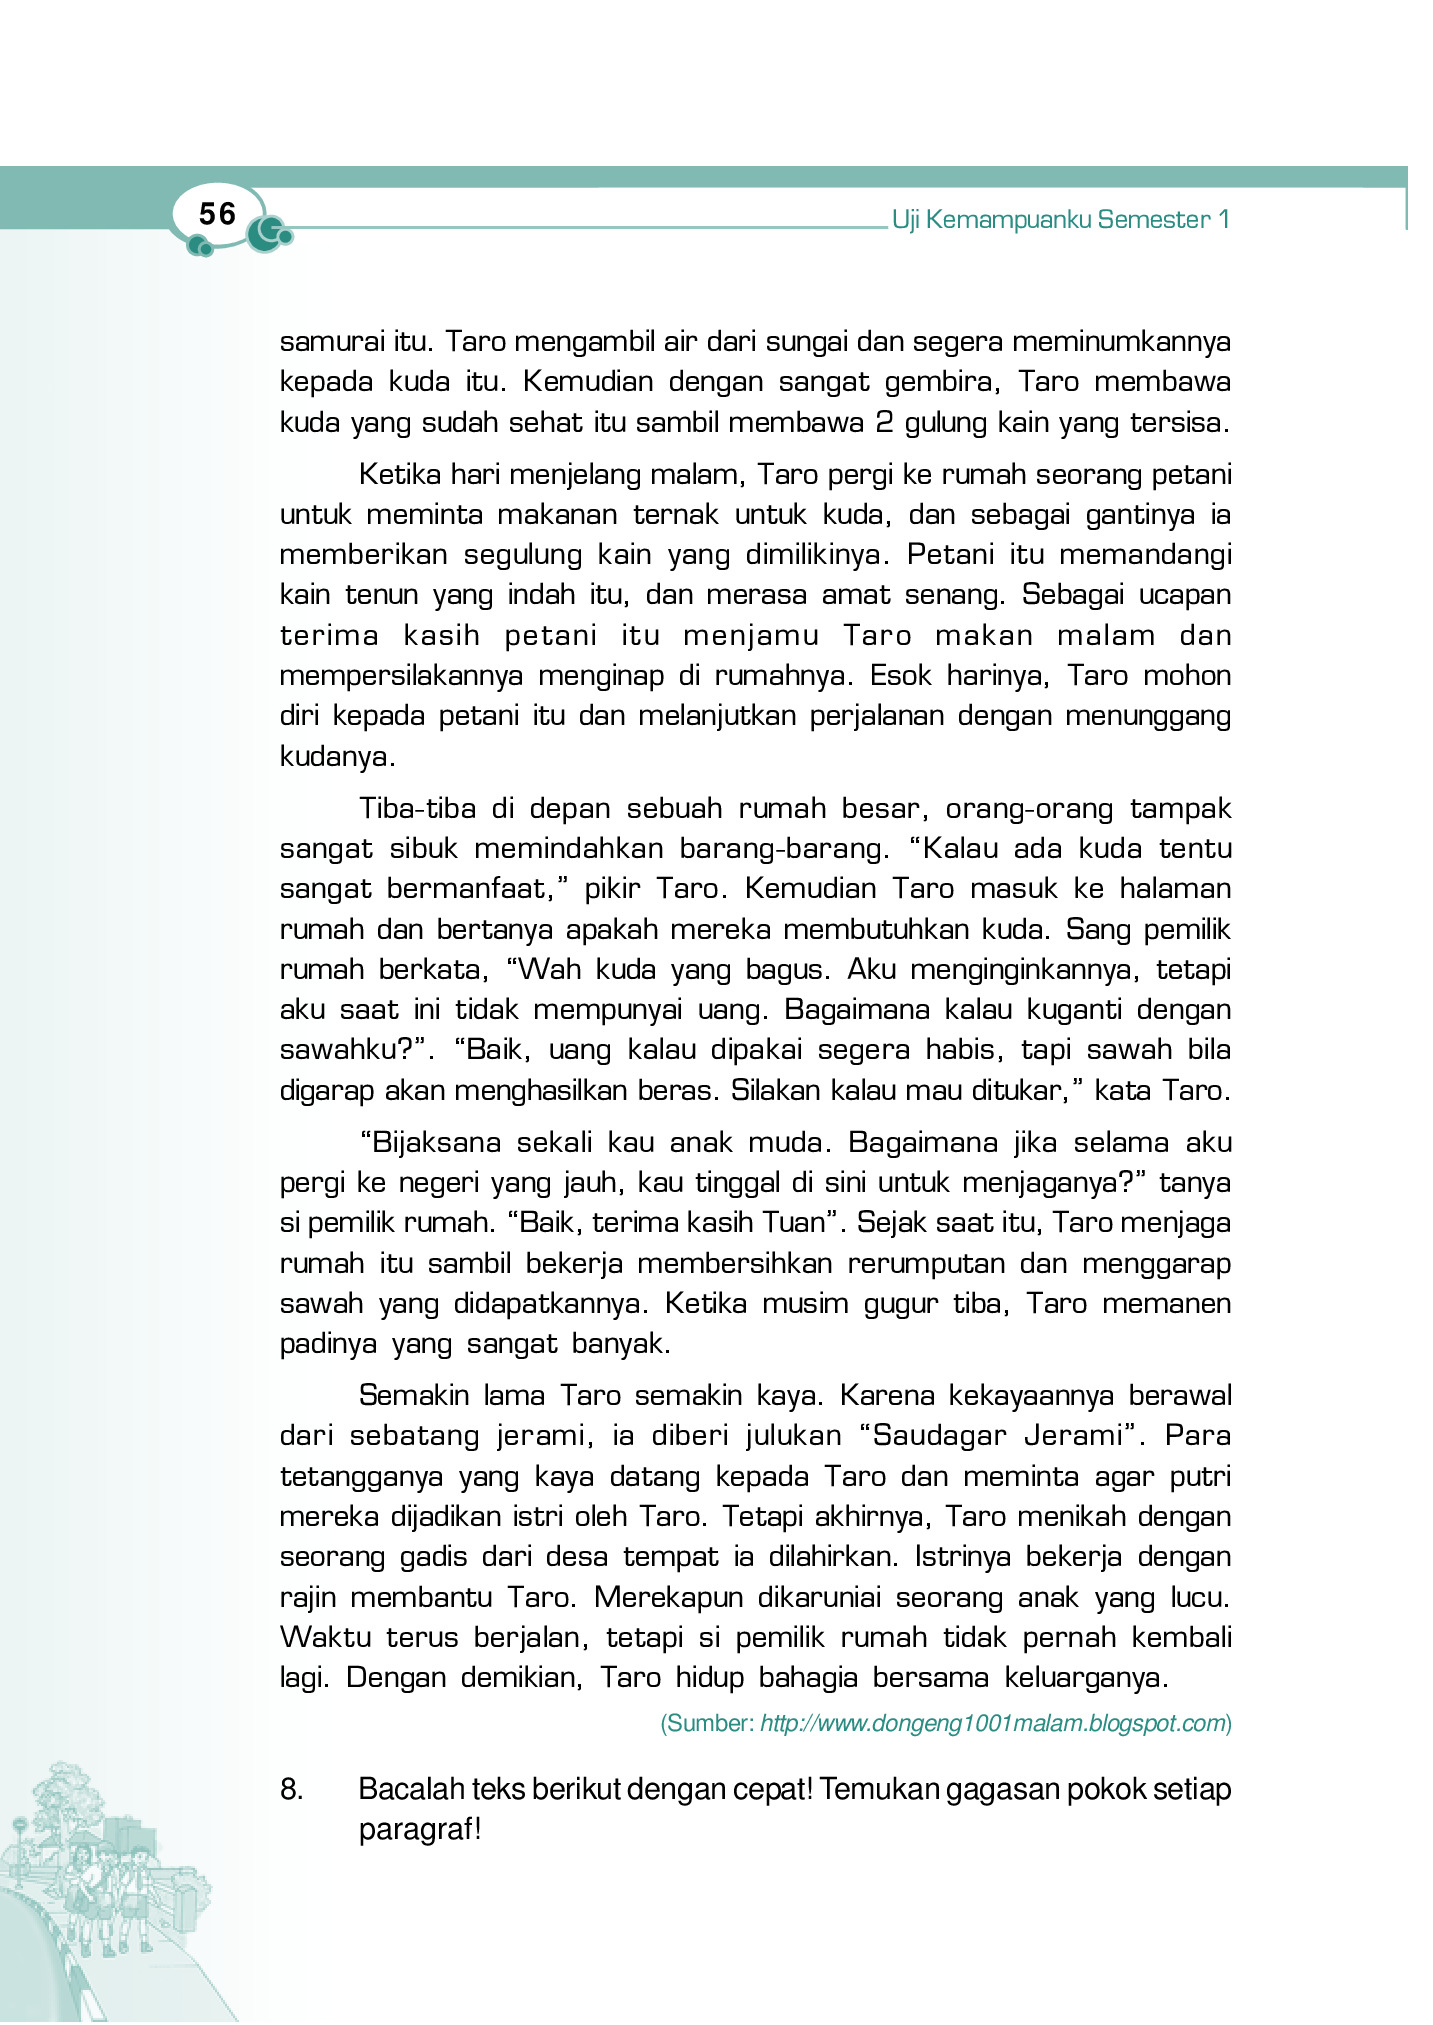 56
Uji Kemampuanku Semester 1
samurai itu. Taro mengambil air dari sungai dan segera meminumkannya
kepada kuda itu. Kemudian dengan sangat gembira, Taro membawa
kuda yang sudah sehat itu sambil membawa 2 gulung kain yang tersisa.
Ketika hari menjelang malam, Taro pergi ke rumah seorang petani
untuk meminta makanan ternak untuk kuda, dan sebagai gantinya ia
memberikan segulung kain yang dimilikinya. Petani itu memandangi
kain tenun yang indah itu, dan merasa amat senang. Sebagai ucapan
terima kasih petani itu menjamu Taro makan malam dan
mempersilakannya menginap di rumahnya. Esok harinya, Taro mohon
diri kepada petani itu dan melanjutkan perjalanan dengan menunggang
kudanya.
Tiba-tiba di depan sebuah rumah besar, orang-orang tampak
sangat sibuk memindahkan barang-barang. “Kalau ada kuda tentu
sangat bermanfaat,” pikir Taro. Kemudian Taro masuk ke halaman
rumah dan bertanya apakah mereka membutuhkan kuda. Sang pemilik
rumah berkata, “Wah kuda yang bagus. Aku menginginkannya, tetapi
aku saat ini tidak mempunyai uang. Bagaimana kalau kuganti dengan
sawahku?”. “Baik, uang kalau dipakai segera habis, tapi sawah bila
digarap akan menghasilkan beras. Silakan kalau mau ditukar,” kata Taro.
“Bijaksana sekali kau anak muda. Bagaimana jika selama aku
pergi ke negeri yang jauh, kau tinggal di sini untuk menjaganya?” tanya
si pemilik rumah. “Baik, terima kasih Tuan”. Sejak saat itu, Taro menjaga
rumah itu sambil bekerja membersihkan rerumputan dan menggarap
sawah yang didapatkannya. Ketika musim gugur tiba, Taro memanen
padinya yang sangat banyak.
Semakin lama Taro semakin kaya. Karena kekayaannya berawal
dari sebatang jerami, ia diberi julukan “Saudagar Jerami”. Para
tetangganya yang kaya datang kepada Taro dan meminta agar putri
mereka dijadikan istri oleh Taro. Tetapi akhirnya, Taro menikah dengan
seorang gadis dari desa tempat ia dilahirkan. Istrinya bekerja dengan
rajin membantu Taro. Merekapun dikaruniai seorang anak yang lucu.
Waktu terus berjalan, tetapi si pemilik rumah tidak pernah kembali
lagi. Dengan demikian, Taro hidup bahagia bersama keluarganya.
(Sumber: http://www.dongeng1001malam.blogspot.com)
8. Bacalah teks berikut dengan cepat! Temukan gagasan pokok setiap
paragraf!